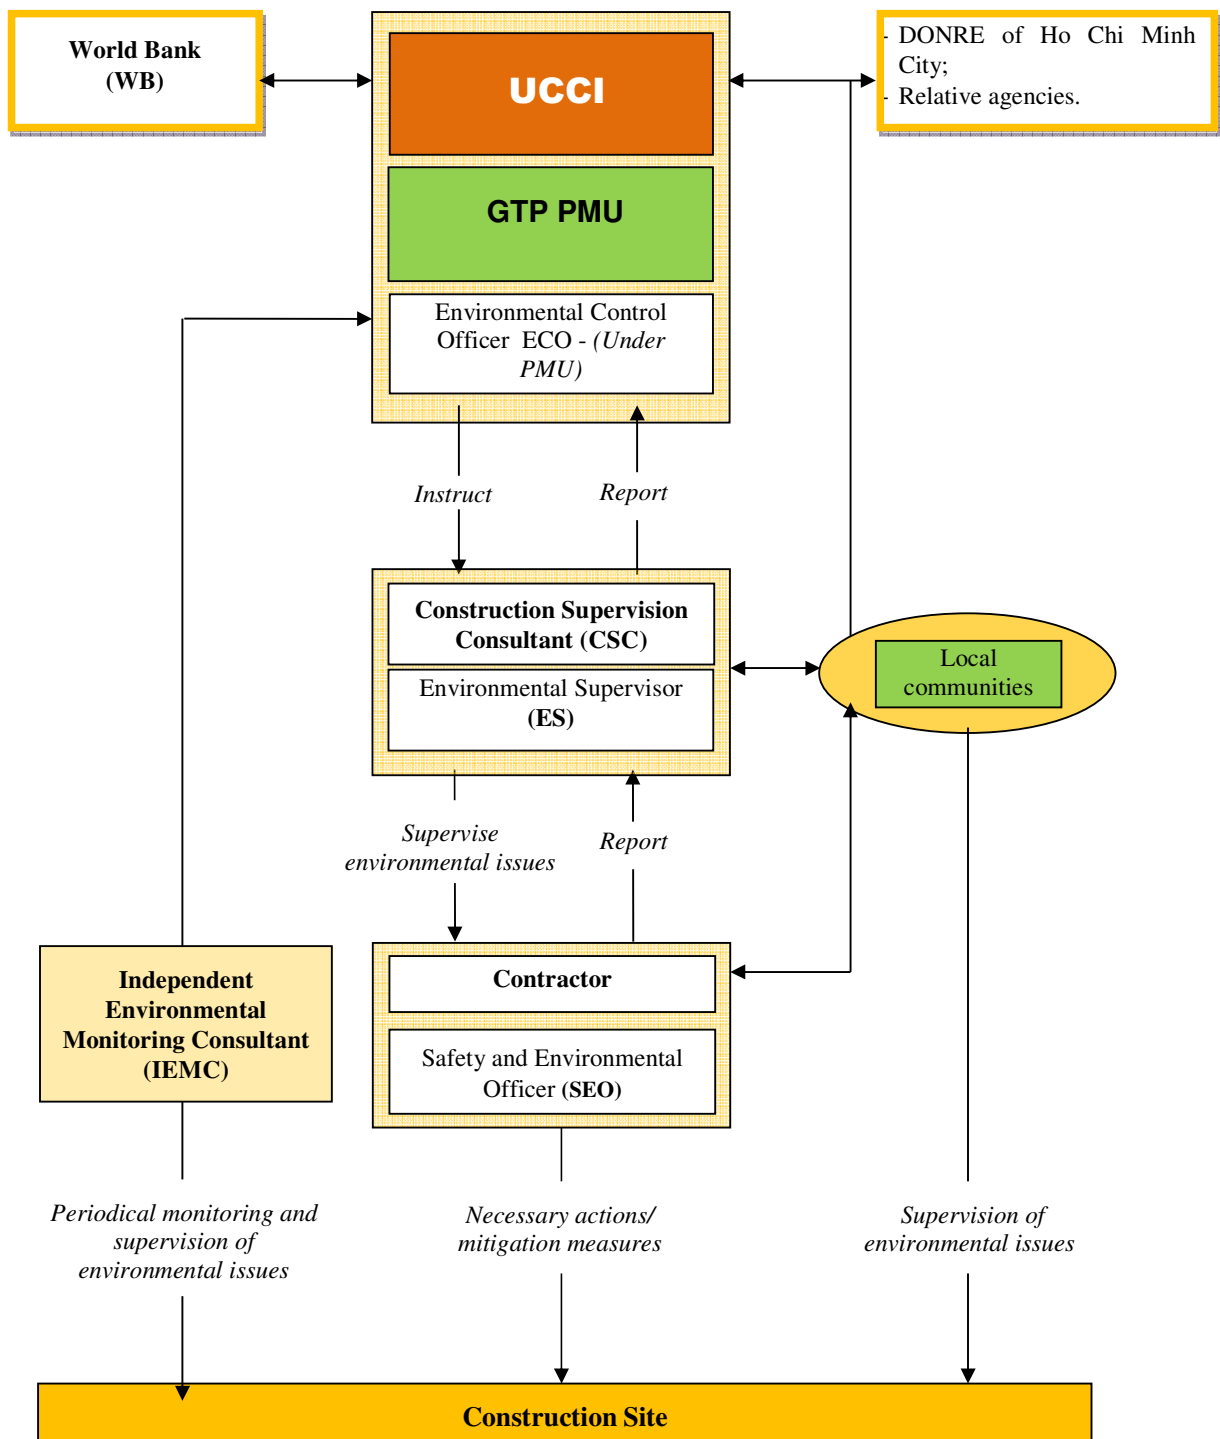 World Bank
(WB)
UCCI
- DONRE of Ho Chi Minh
City;
- Relative agencies.
GTP PMU
Environmental Control
Officer ECO - (Under
PMU)
Instruct
Report
Construction Supervision
Consultant (CSC)
Environmental Supervisor
(ES)
Local
communities
Supervise
environmental issues
Report
Independent
Environmental
Monitoring Consultant
(IEMC)
Contractor
Safety and Environmental
Officer (SEO)
Periodical monitoring and
supervision of
environmental issues
Necessary actions/
mitigation measures
Supervision of
environmental issues
Construction Site